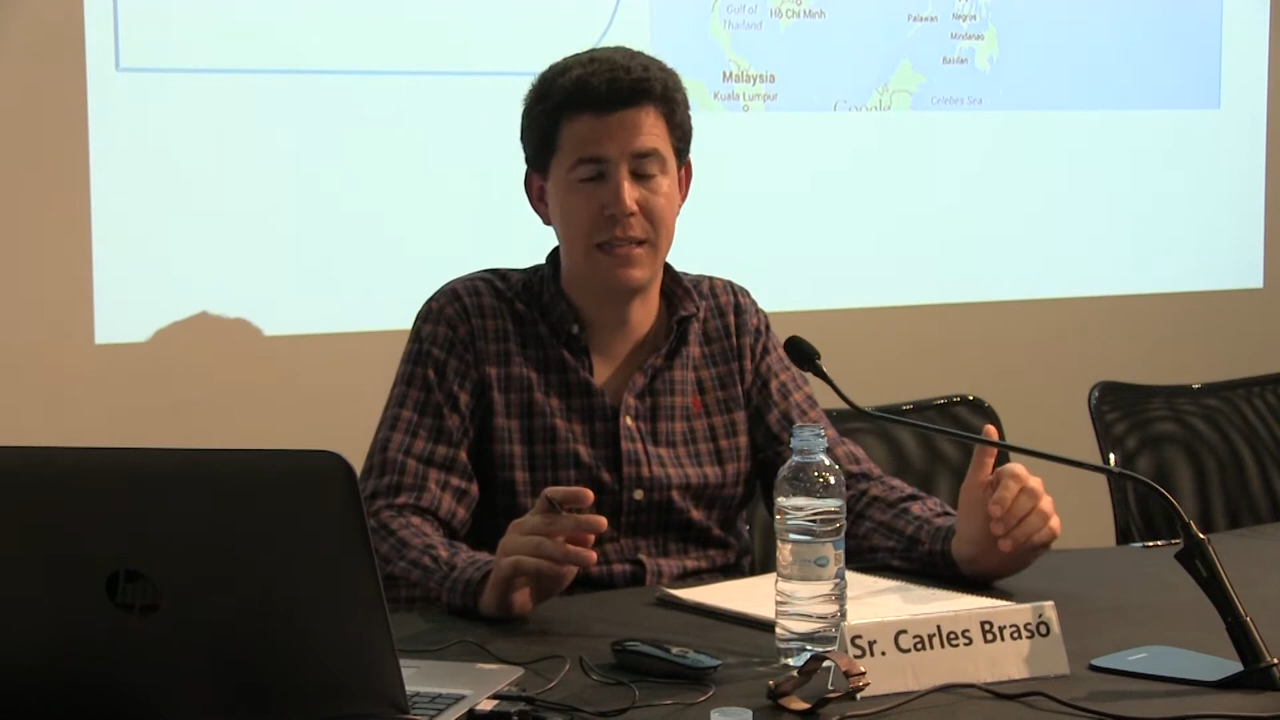 Gulf of
Thailand
Hồ Chí Minh
Palawan
Negros
Mindanao
Basilan
Malaysia
Kuala Lumpur
Google
Celebes Sea
hp
Sr. Carles Brasó